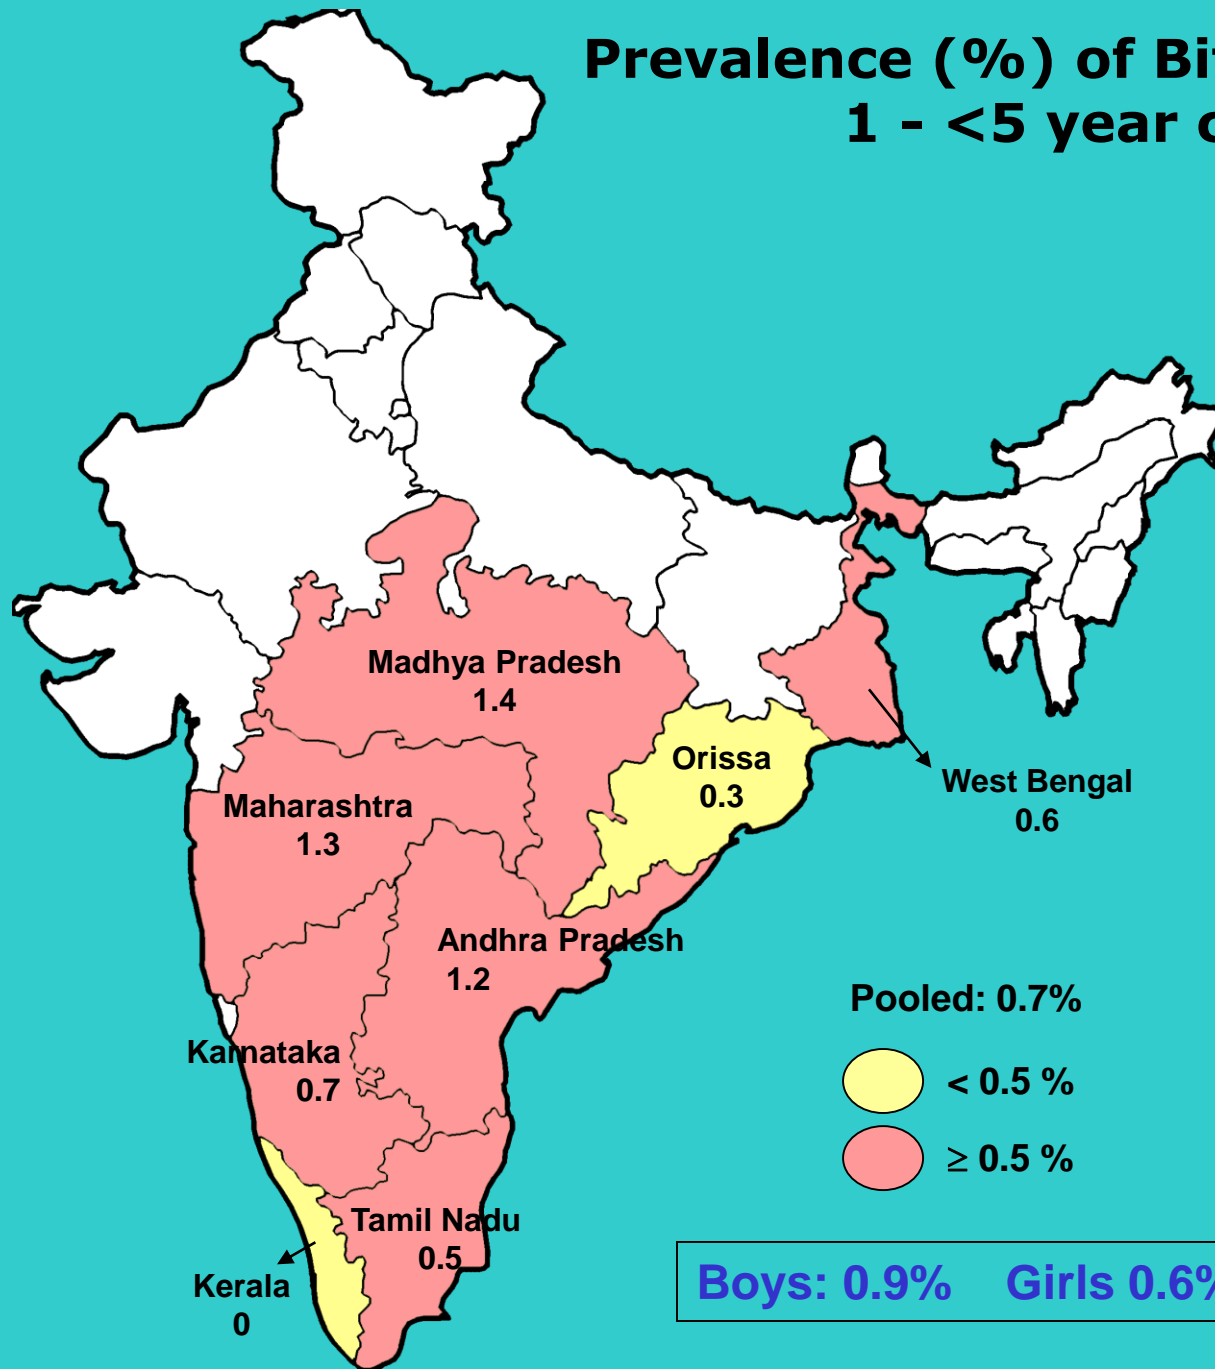 Prevalence (%) of Bi
1 - <5 year
Madhya Pradesh
1.4
Orissa
0.3
West Bengal
0.6
Maharashtra
1.3
Andhra Pradesh
1.2
Pooled: 0.7%
Karnataka
0.7
< 0.5 %
≥ 0.5 %
Tamil Nadu
0.5
Kerala
0
Boys: 0.9% Girls 0.6%